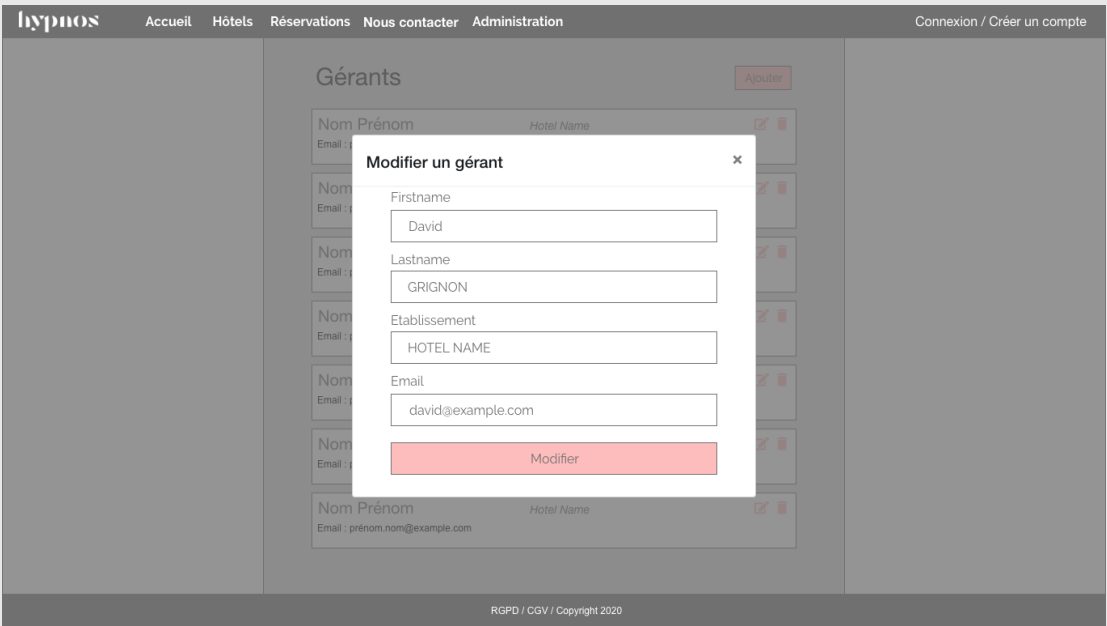 hypnos Accueil Hôtels Réservations Nous contacter Administration Connexion / Créer un compte
Gérants Ajouter
Nom Prénom Hotel Name
Email : p
Modifier un gérant ×
Nom
Email : p
Firstname
David
Nom
Email : p
Lastname
GRIGNON
Nom
Email : p
Etablissement
HOTEL NAME
Nom
Email : p
Email
david@example.com
Nom
Email : p
Modifier
Nom Prénom Hotel Name
Email : prénom.nom@example.com
RGPD / CGV / Copyright 2020